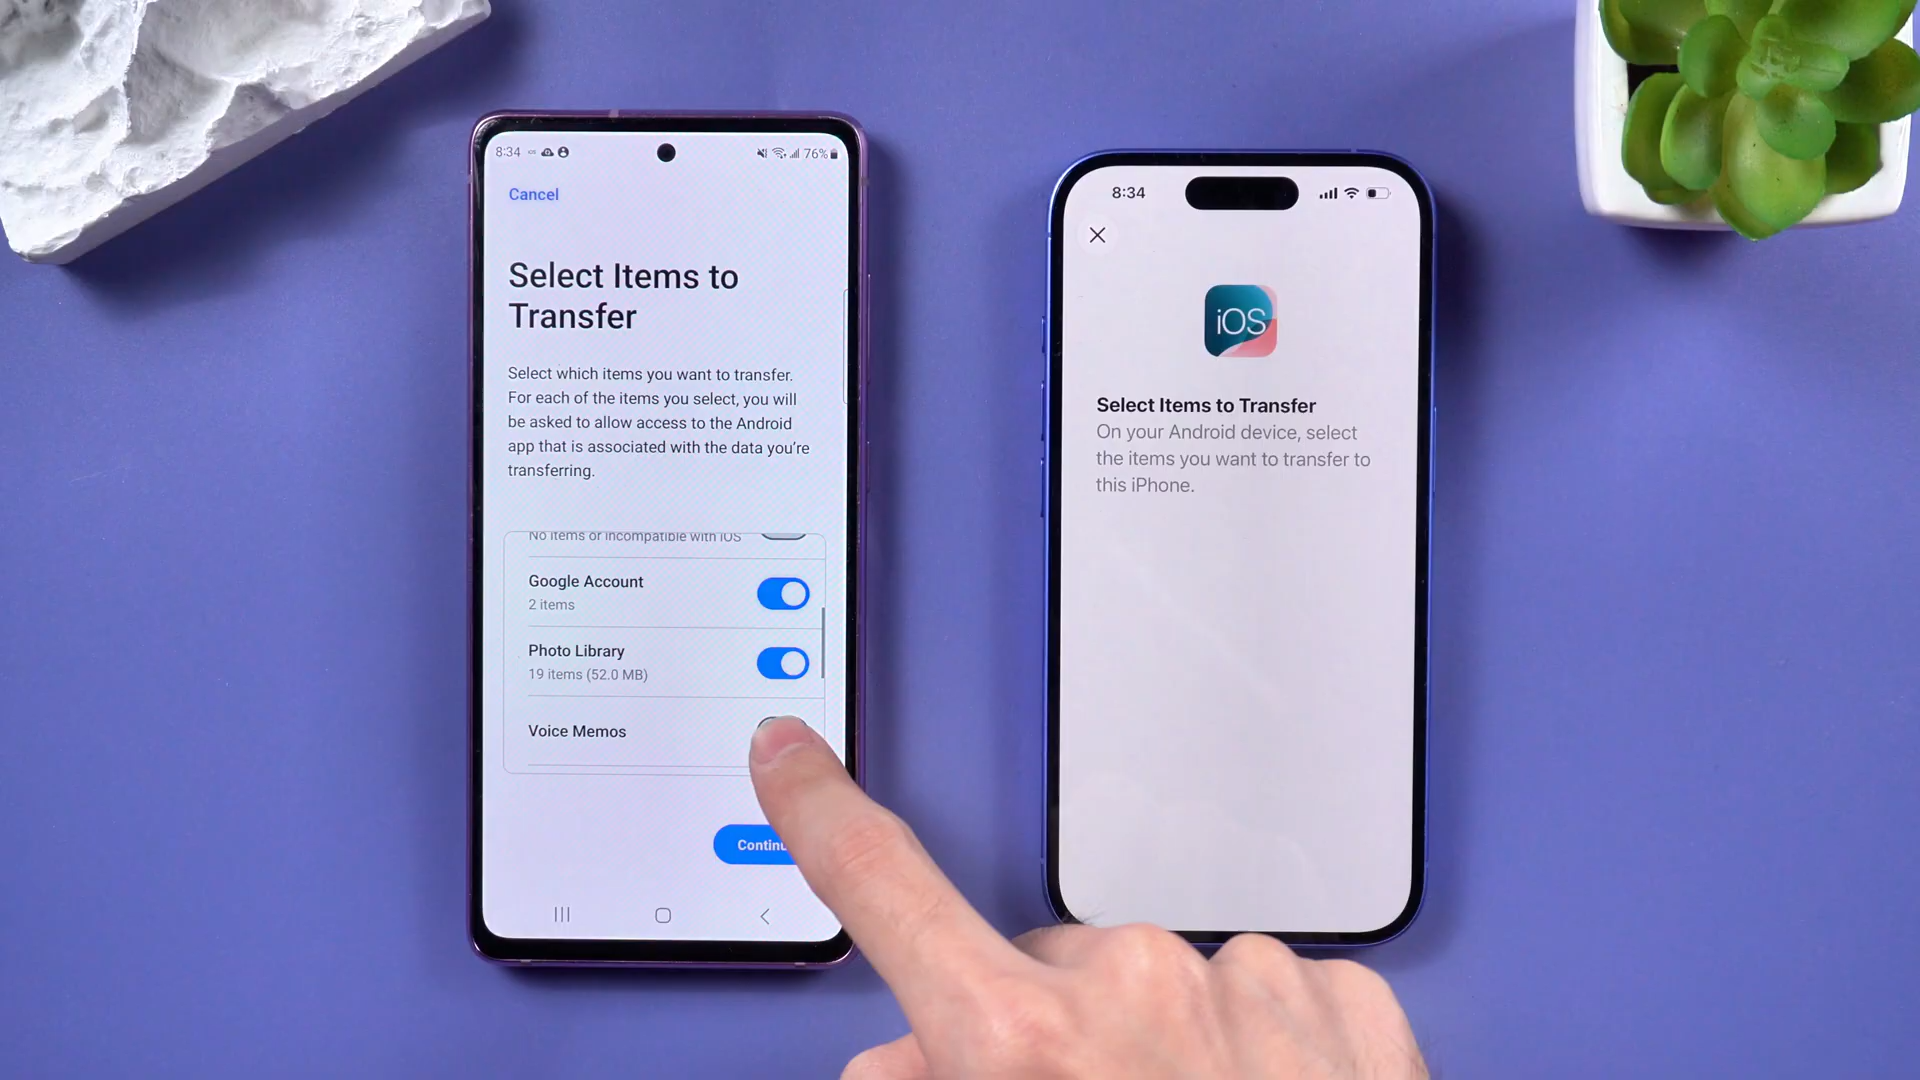 8:34
76%
Cancel
Select Items to
Transfer
Select which items you want to transfer.
For each of the items you select, you will
be asked to allow access to the Android
app that is associated with the data you're
transferring.
No items or incompatible with iOS
Google Account
2 items
Photo Library
19 items (52.0 MB)
Voice Memos
Continu
8:34
iOS
Select Items to Transfer
On your Android device, select
the items you want to transfer to
this iPhone.